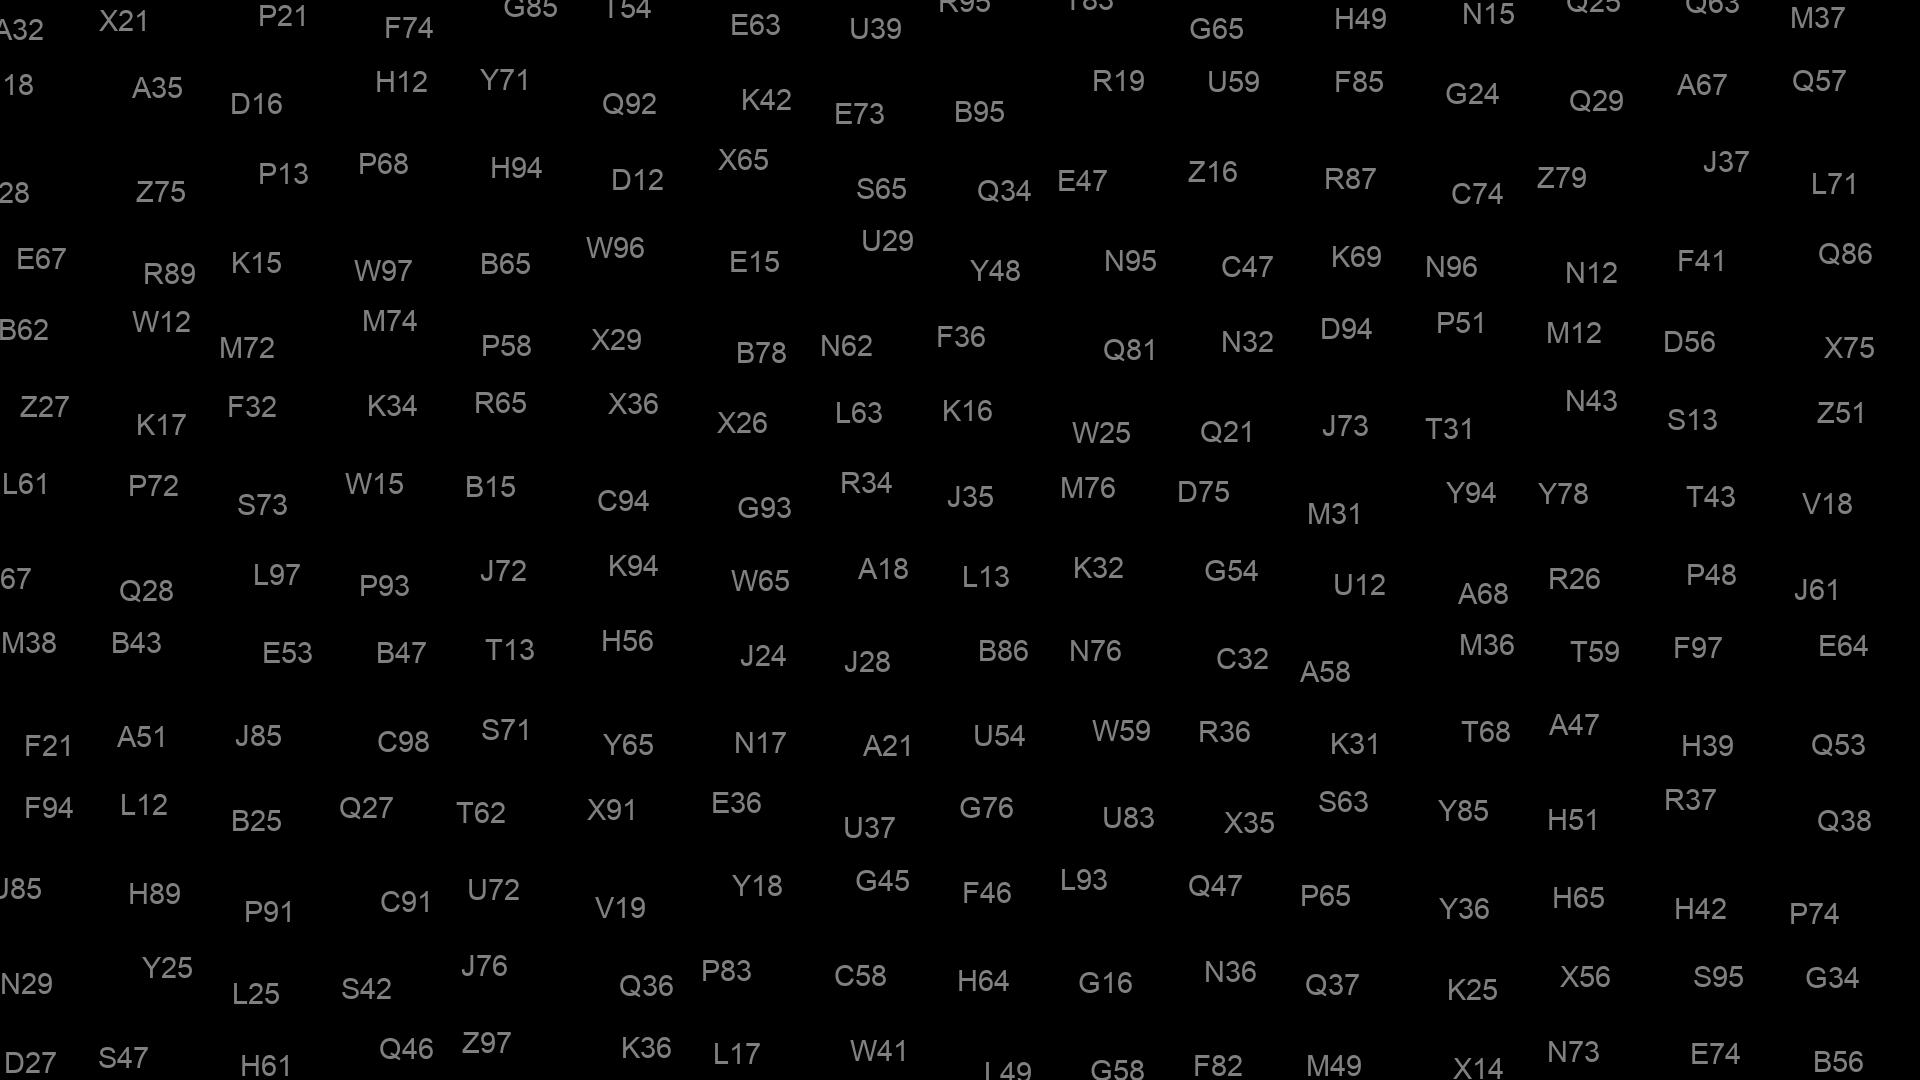 A32 X21 P21 F74 G85 T54 E63 U39 R95 T83 G65 H49 N15 Q25 Q63 M37
18 A35 D16 H12 Y71 Q92 K42 E73 B95 R19 U59 F85 G24 Q29 A67 Q57
28 Z75 P13 P68 H94 D12 X65 S65 Q34 E47 Z16 R87 C74 Z79 J37 L71
E67 R89 K15 W97 B65 W96 E15 U29 Y48 N95 C47 K69 N96 N12 F41 Q86
B62 W12 M72 M74 P58 X29 B78 N62 F36 Q81 N32 D94 P51 M12 D56 X75
Z27 K17 F32 K34 R65 X36 X26 L63 K16 W25 Q21 J73 T31 N43 S13 Z51
L61 P72 S73 W15 B15 C94 G93 R34 J35 M76 D75 M31 Y94 Y78 T43 V18
67 Q28 L97 P93 J72 K94 W65 A18 L13 K32 G54 U12 A68 R26 P48 J61
M38 B43 E53 B47 T13 H56 J24 J28 B86 N76 C32 A58 M36 T59 F97 E64
F21 A51 J85 C98 S71 Y65 N17 A21 U54 W59 R36 K31 T68 A47 H39 Q53
F94 L12 B25 Q27 T62 X91 E36 U37 G76 U83 X35 S63 Y85 H51 R37 Q38
H89 P91 C91 U72 V19 Y18 G45 F46 L93 Q47 P65 Y36 H65 H42 P74
N29 Y25 L25 S42 J76 Q36 P83 C58 H64 G16 N36 Q37 K25 X56 S95 G34
D27 S47 H61 Q46 Z97 K36 L17 W41 L49 G58 F82 M49 X14 N73 E74 B56